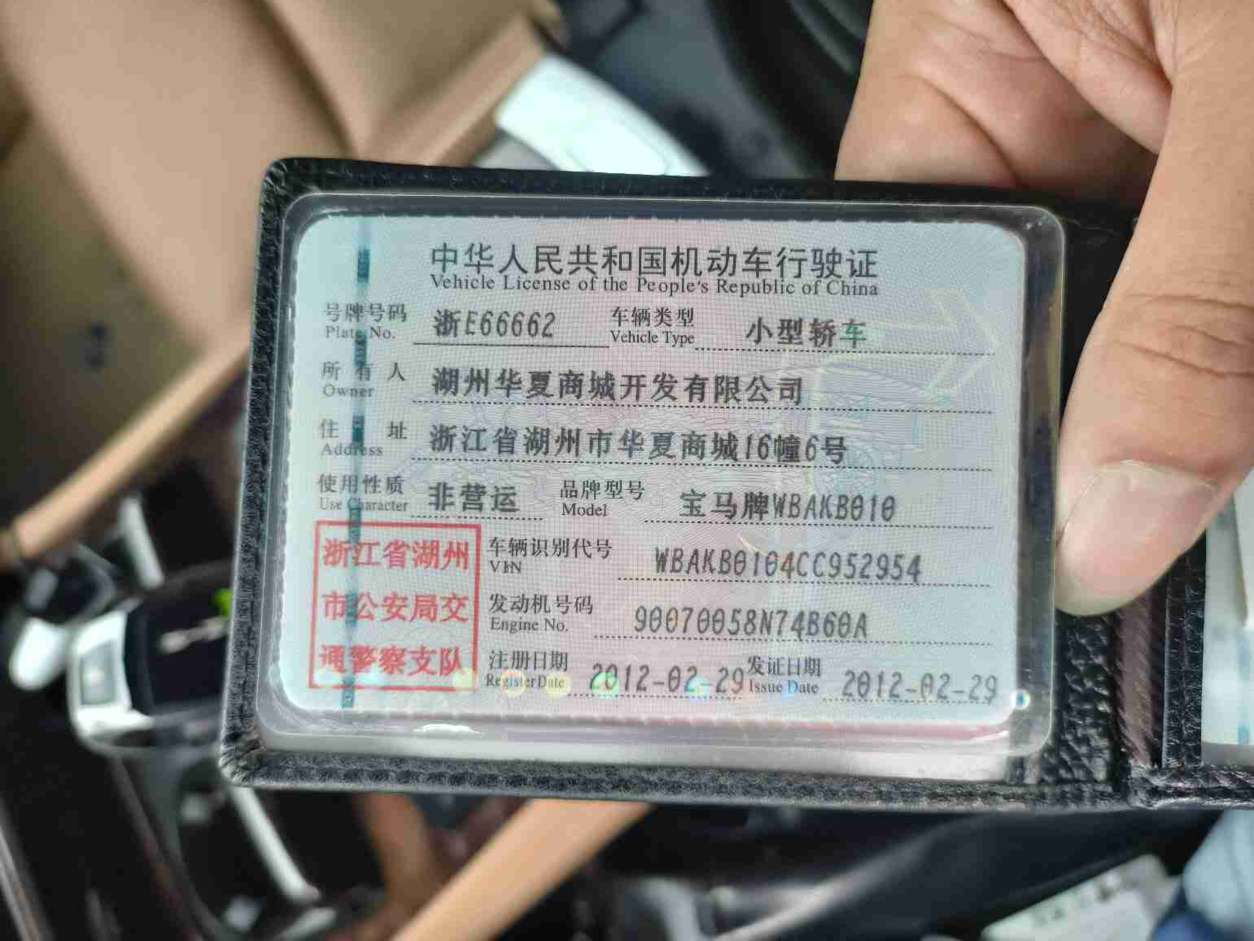 中华人民共和国机动车行驶证
Vehicle License of the People's Republic of China
号牌号码 浙E66662 车辆类型 小型轿车
Plate No. Vehicle Type
所有人 湖州华夏商城开发有限公司
Owner
住址 浙江省湖州市华夏商城16幢6号
Address
使用性质 非营运 品牌型号 宝马牌WBAKB010
Use Character Model
浙江省湖州
市公安局交
通警察支队
车辆识别代号 WBAKB0104CC952954
VIN
发动机号码 90070058N74B60A
Engine No.
注册日期 2012-02-29 发证日期 2012-02-29
Register Date Issue Date